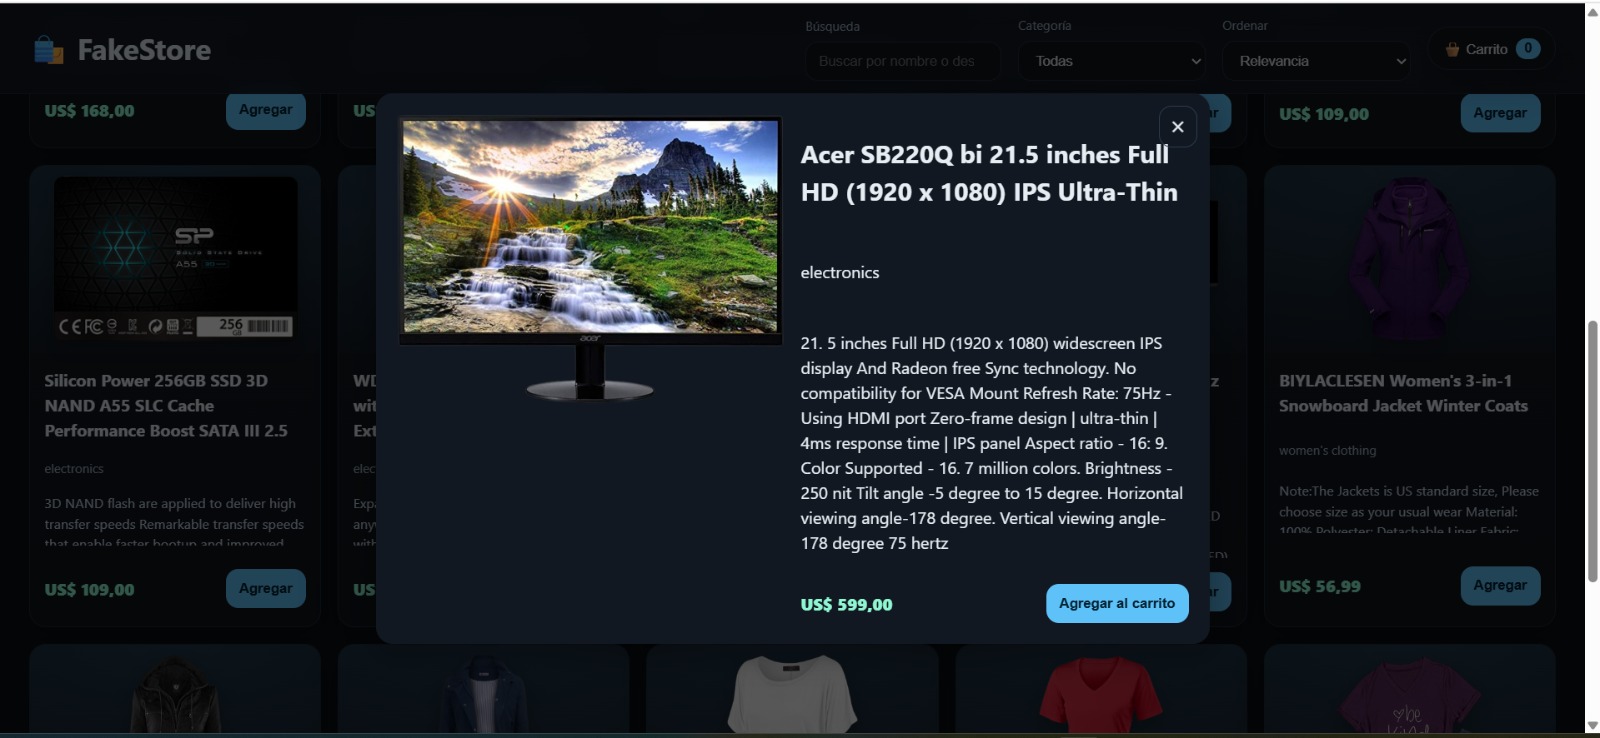 FakeStore
Búsqueda
Buscar por nombre o des
Categoría
Todas
Ordenar
Relevancia
Carrito 0
US$ 168,00
Agregar
US
US$ 109,00
Agregar
Acer SB220Q bi 21.5 inches Full
HD (1920 x 1080) IPS Ultra-Thin
electronics
21. 5 inches Full HD (1920 x 1080) widescreen IPS
display And Radeon free Sync technology. No
compatibility for VESA Mount Refresh Rate: 75Hz -
Using HDMI port Zero-frame design | ultra-thin |
4ms response time | IPS panel Aspect ratio - 16: 9.
Color Supported - 16. 7 million colors. Brightness -
250 nit Tilt angle -5 degree to 15 degree. Horizontal
viewing angle-178 degree. Vertical viewing angle-
178 degree 75 hertz
US$ 599,00
Agregar al carrito
acer
SP
SOLID STATE DRIVE
A55
256
GB
Silicon Power 256GB SSD 3D
NAND A55 SLC Cache
Performance Boost SATA III 2.5
electronics
3D NAND flash are applied to deliver high
transfer speeds Remarkable transfer speeds
that enable faster bootup and improved
US$ 109,00
Agregar
WD
wit
Ext
elec
Expa
any
with
US
BIYLACLESEN Women's 3-in-1
Snowboard Jacket Winter Coats
women's clothing
Note:The Jackets is US standard size, Please
choose size as your usual wear Material:
100% Polyester; Detachable Liner Fabric:
US$ 56,99
Agregar
be